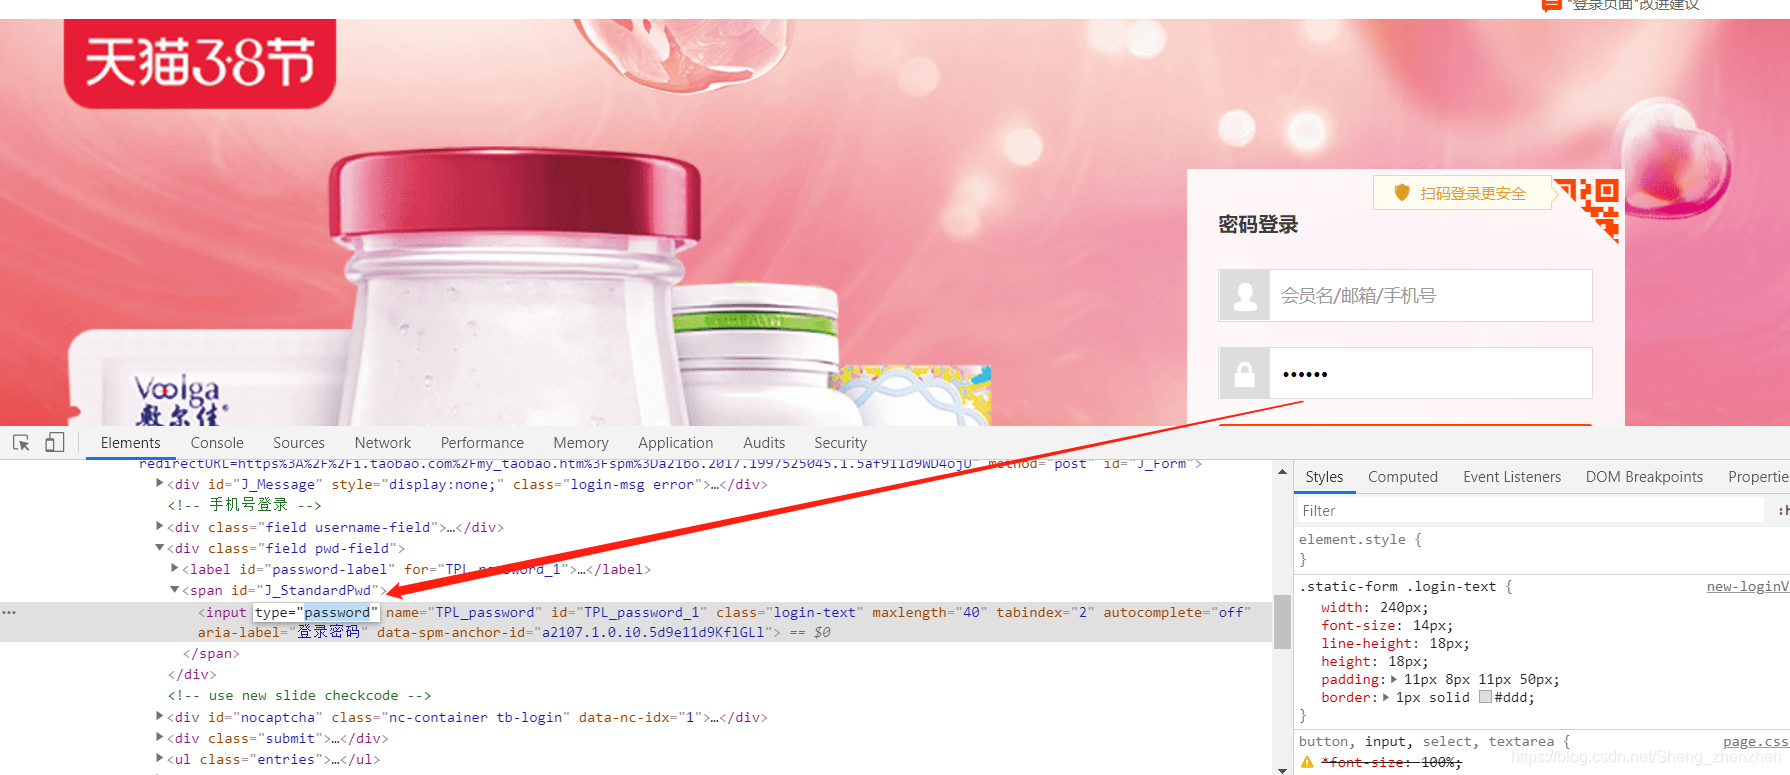 "登录页面"改进建议
天猫3·8节
扫码登录更安全
密码登录
会员名/邮箱/手机号
••••••
Voolga
敷尔佳
Elements Console Sources Network Performance Memory Application Audits Security
redirectURL=https%3A%2F%2Fi.taobao.com%2Fmy_taobao.htm%3Fspm%3Da21bo.2017.1997525045.1.5af911d9WD4ojU" method="post" id="J_Form">
▶<div id="J_Message" style="display:none;" class="login-msg error">…</div>
<!-- 手机号登录 -->
▶<div class="field username-field">…</div>
▼<div class="field pwd-field">
▶<label id="password-label" for="TPL_password_1">…</label>
▼<span id="J_StandardPwd">
<input type="password" name="TPL_password" id="TPL_password_1" class="login-text" maxlength="40" tabindex="2" autocomplete="off"
aria-label="登录密码" data-spm-anchor-id="a2107.1.0.i0.5d9e11d9KflGLl"> == $0
</span>
</div>
<!-- use new slide checkcode -->
▶<div id="nocaptcha" class="nc-container tb-login" data-nc-idx="1">…</div>
▶<div class="submit">…</div>
▶<ul class="entries">…</ul>
Styles Computed Event Listeners DOM Breakpoints Propertie
Filter :h
element.style {
}
.static-form .login-text { new-loginV
width: 240px;
font-size: 14px;
line-height: 18px;
height: 18px;
padding:▶11px 8px 11px 50px;
border:▶1px solid #ddd;
}
button, input, select, textarea { page.css
*font-size: 100%;
https://blog.csdn.net/Sheng_zhenzhen